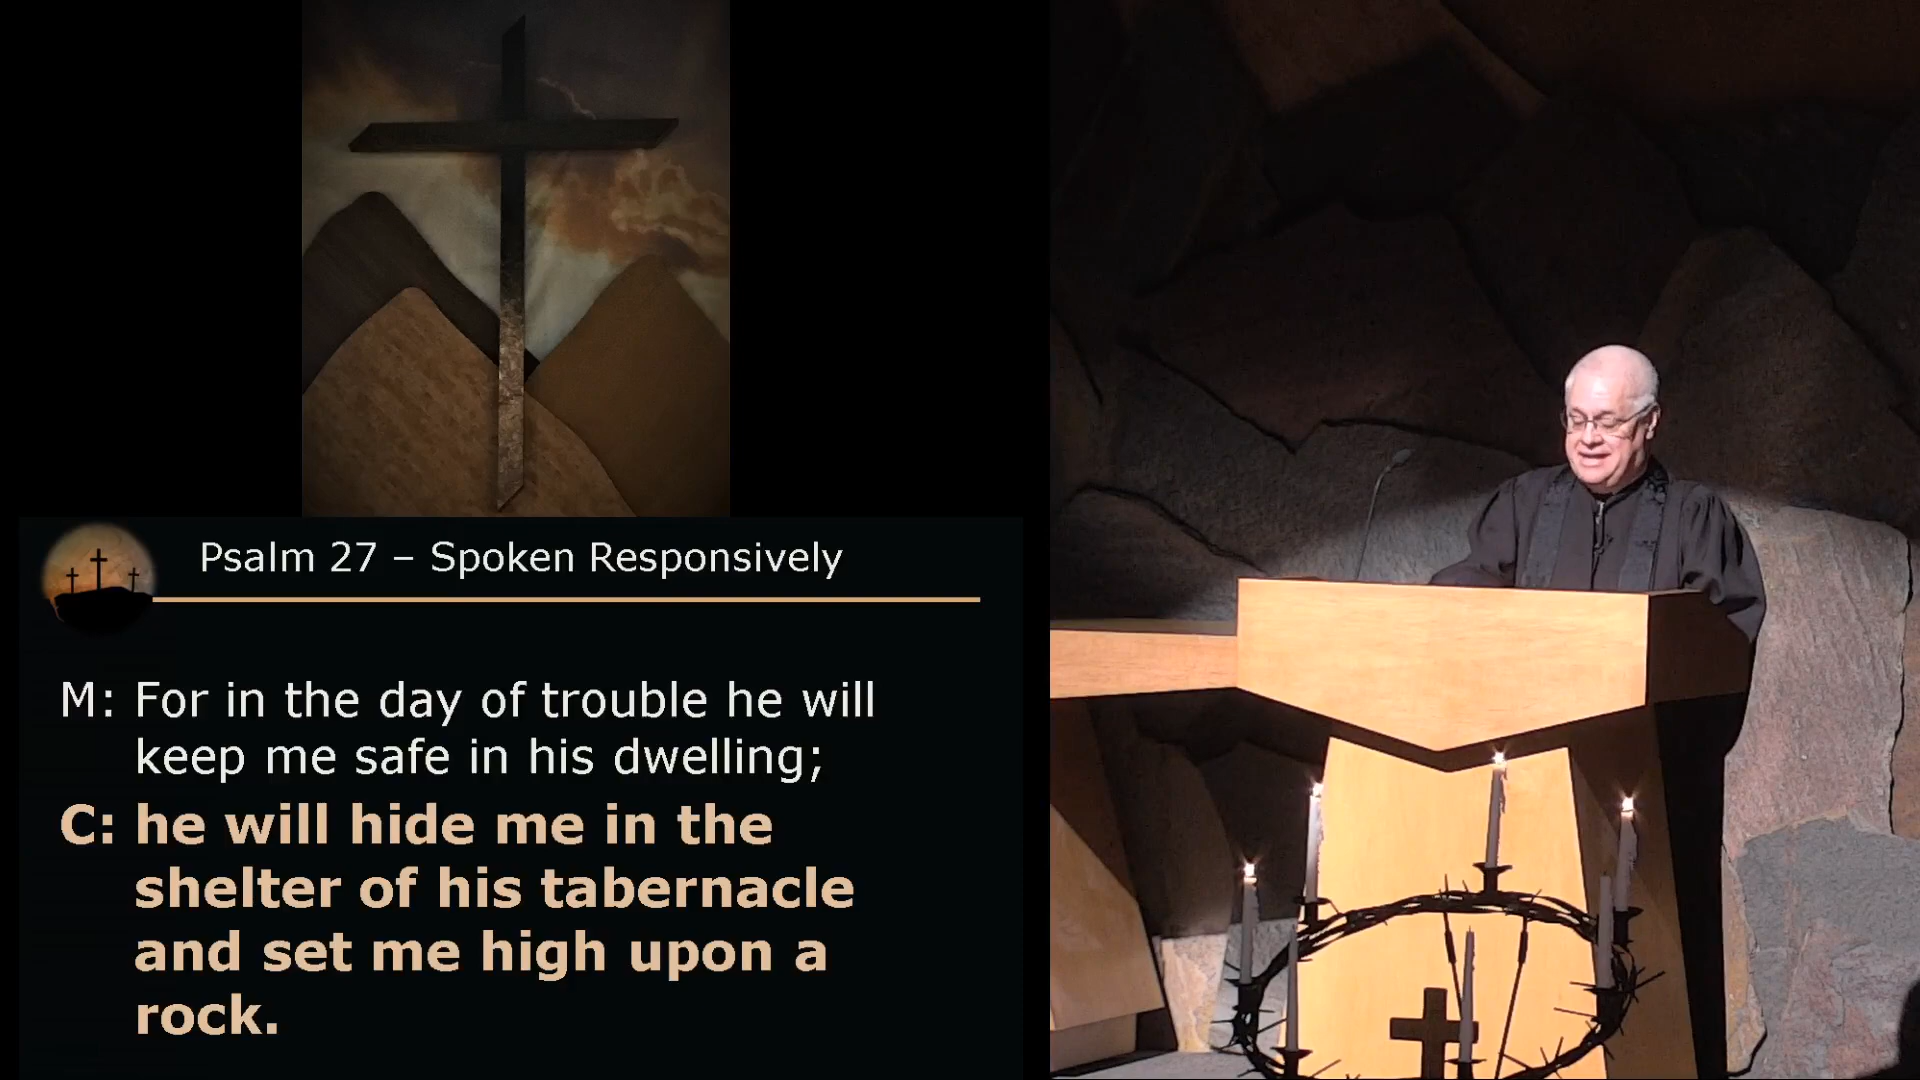 Psalm 27 – Spoken Responsively
M: For in the day of trouble he will
keep me safe in his dwelling;
C: he will hide me in the
shelter of his tabernacle
and set me high upon a
rock.